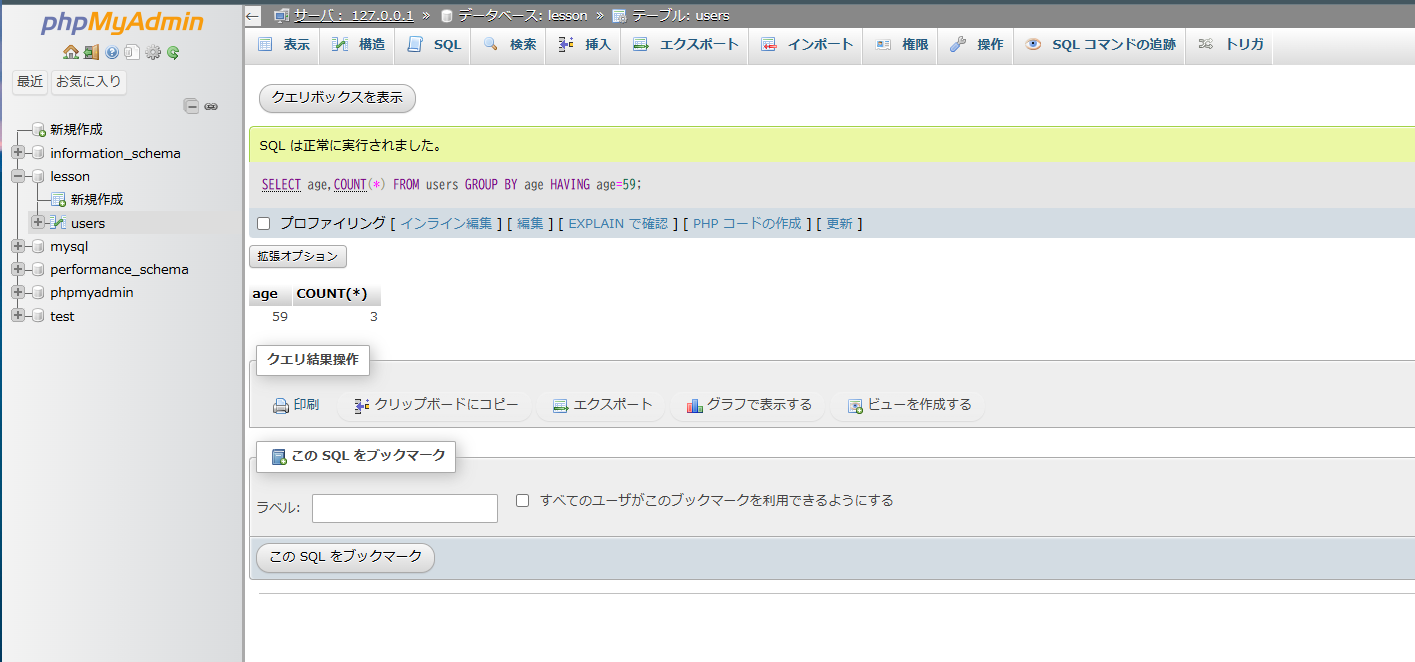 phpMyAdmin
最近 お気に入り
新規作成
information_schema
lesson
新規作成
users
mysql
performance_schema
phpmyadmin
test
← サーバ: 127.0.0.1 » データベース: lesson » テーブル: users
表示 構造 SQL 検索 挿入 エクスポート インポート 権限 操作 SQL コマンドの追跡 トリガ
クエリボックスを表示
SQL は正常に実行されました。
SELECT age,COUNT(*) FROM users GROUP BY age HAVING age=59;
プロファイリング [ インライン編集 ] [ 編集 ] [ EXPLAIN で確認 ] [ PHP コードの作成 ] [ 更新 ]
拡張オプション
age COUNT(*)
59 3
クエリ結果操作
印刷 クリップボードにコピー エクスポート グラフで表示する ビューを作成する
この SQL をブックマーク
ラベル: すべてのユーザがこのブックマークを利用できるようにする
この SQL をブックマーク